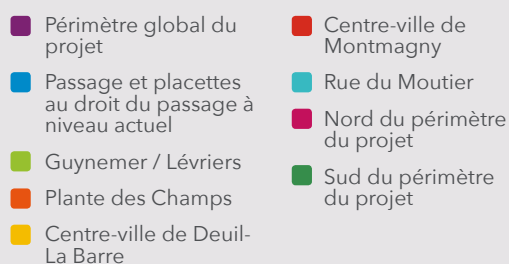 Périmètre global du
projet
Passage et placettes
au droit du passage à
niveau actuel
Guynemer / Lévriers
Plante des Champs
Centre-ville de Deuil-
La Barre
Centre-ville de
Montmagny
Rue du Moutier
Nord du périmètre
du projet
Sud du périmètre
du projet